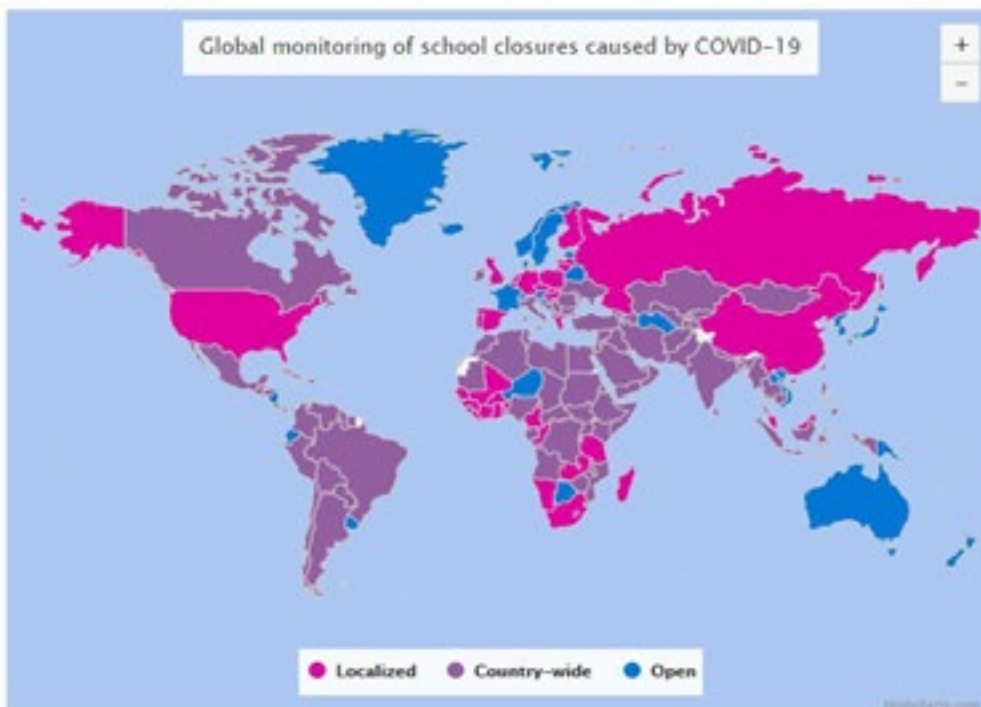 Global monitoring of school closures caused by COVID-19
+
−
Localized
Country-wide
Open